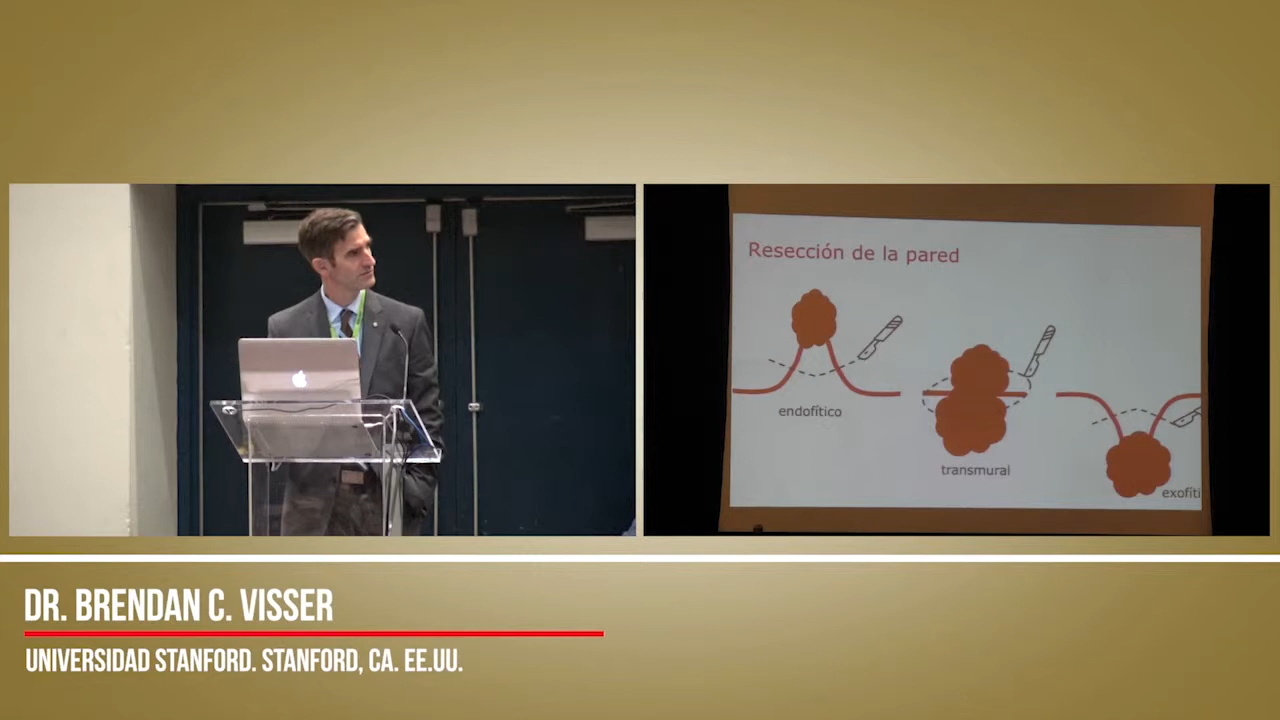 Resección de la pared
endofítico
transmural
exofíti
DR. BRENDAN C. VISSER
UNIVERSIDAD STANFORD. STANFORD, CA. EE.UU.